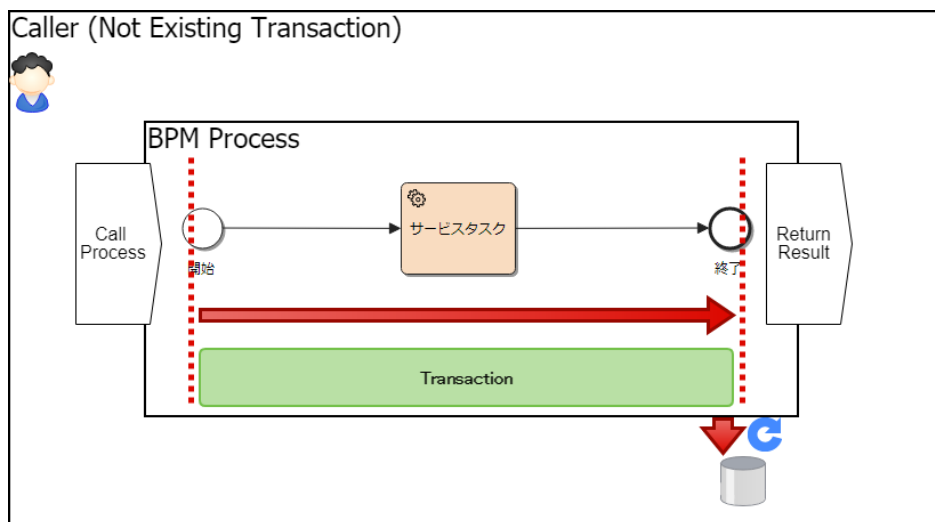 Caller (Not Existing Transaction)
BPM Process
Call
Process
サービスタスク
Return
Result
開始
終了
Transaction